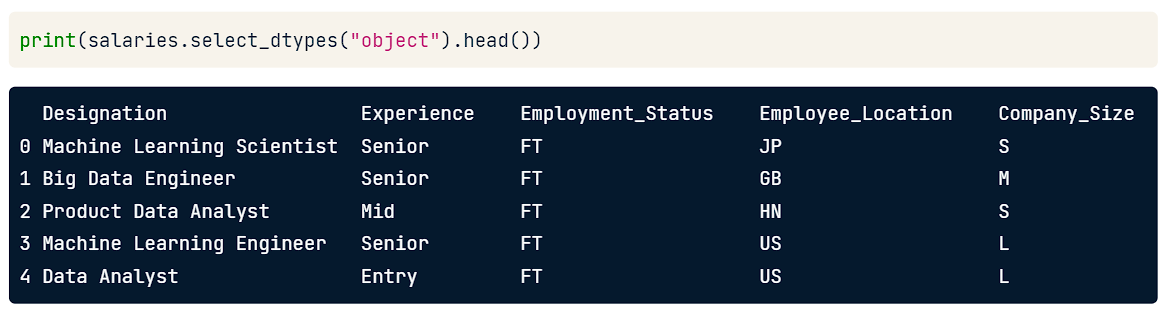 print(salaries.select_dtypes("object").head())
Designation Experience Employment_Status Employee_Location Company_Size
0 Machine Learning Scientist Senior FT JP S
1 Big Data Engineer Senior FT GB M
2 Product Data Analyst Mid FT HN S
3 Machine Learning Engineer Senior FT US L
4 Data Analyst Entry FT US L